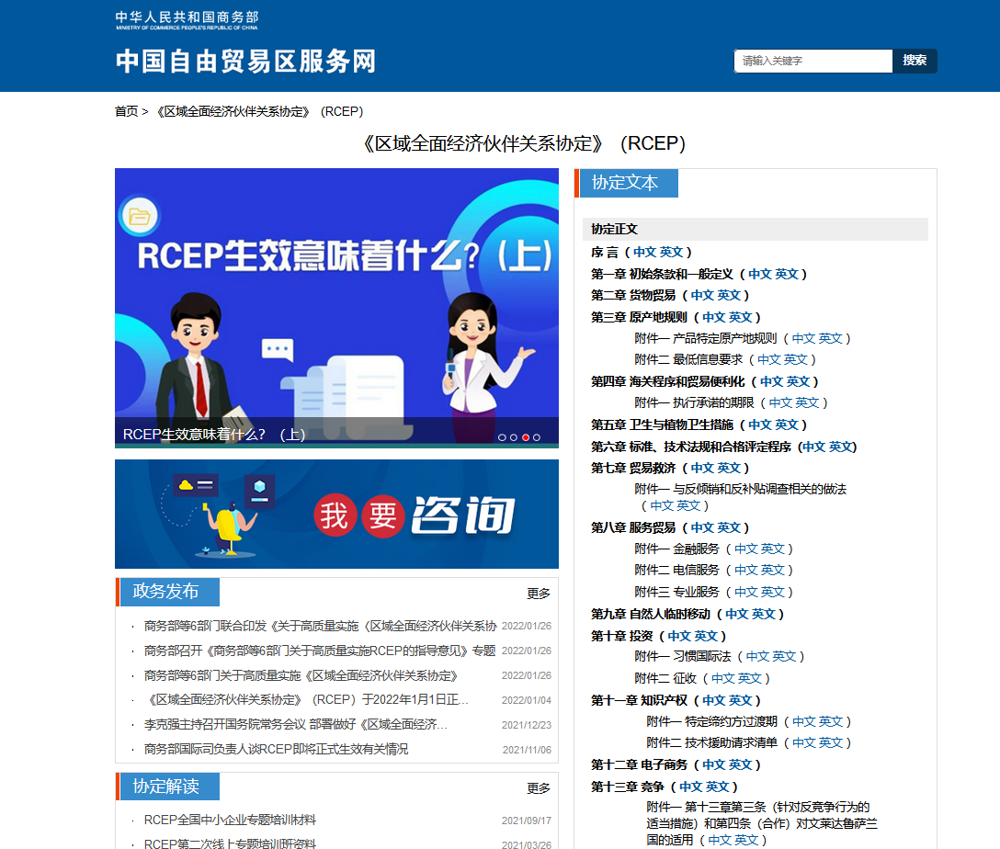 中华人民共和国商务部
MINISTRY OF COMMERCE PEOPLE'S REPUBLIC OF CHINA
中国自由贸易区服务网
请输入关键字
搜索
首页 > 《区域全面经济伙伴关系协定》（RCEP）
《区域全面经济伙伴关系协定》（RCEP）
RCEP生效意味着什么?（上）
RCEP生效意味着什么？（上）
我要咨询
政务发布
更多
· 商务部等6部门联合印发《关于高质量实施〈区域全面经济伙伴关系协 2022/01/26
· 商务部召开《商务部等6部门关于高质量实施RCEP的指导意见》专题 2022/01/26
· 商务部等6部门关于高质量实施《区域全面经济伙伴关系协定》 2022/01/26
· 《区域全面经济伙伴关系协定》（RCEP）于2022年1月1日正... 2022/01/04
· 李克强主持召开国务院常务会议 部署做好《区域全面经济... 2021/12/23
· 商务部国际司负责人谈RCEP即将正式生效有关情况 2021/11/06
协定解读
更多
· RCEP全国中小企业专题培训材料 2021/09/17
· RCEP第二次线上专题培训班资料 2021/03/26
协定文本
协定正文
序 言（中文 英文）
第一章 初始条款和一般定义（中文 英文）
第二章 货物贸易（中文 英文）
第三章 原产地规则（中文 英文）
附件一 产品特定原产地规则（中文 英文）
附件二 最低信息要求（中文 英文）
第四章 海关程序和贸易便利化（中文 英文）
附件一 执行承诺的期限（中文 英文）
第五章 卫生与植物卫生措施（中文 英文）
第六章 标准、技术法规和合格评定程序 (中文 英文)
第七章 贸易救济（中文 英文）
附件一 与反倾销和反补贴调查相关的做法
（中文 英文）
第八章 服务贸易（中文 英文）
附件一 金融服务（中文 英文）
附件二 电信服务（中文 英文）
附件三 专业服务（中文 英文）
第九章 自然人临时移动（中文 英文）
第十章 投资（中文 英文）
附件一 习惯国际法（中文 英文）
附件二 征收（中文 英文）
第十一章 知识产权（中文 英文）
附件一 特定缔约方过渡期（中文 英文）
附件二 技术援助请求清单（中文 英文）
第十二章 电子商务（中文 英文）
第十三章 竞争（中文 英文）
附件一 第十三章第三条（针对反竞争行为的
适当措施）和第四条（合作）对文莱达鲁萨兰
国的适用（中文 英文）